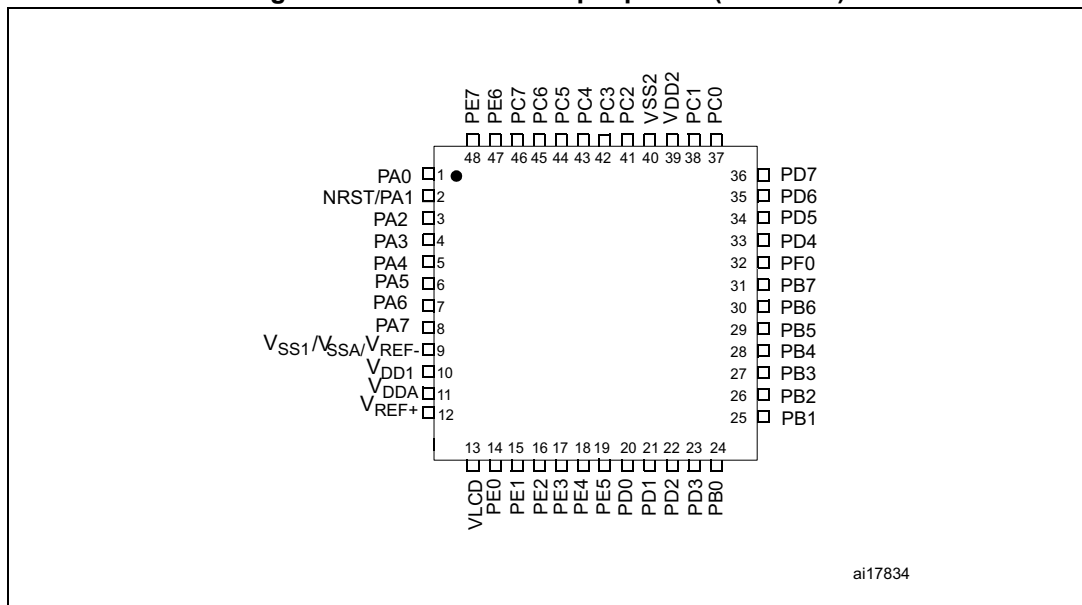 PE7 PE6 PC7 PC6 PC5 PC4 PC3 PC2 VSS2 VDD2 PC1 PC0
48 47 46 45 44 43 42 41 40 39 38 37
PA0 1 36 PD7
NRST/PA1 2 35 PD6
PA2 3 34 PD5
PA3 4 33 PD4
PA4 5 32 PF0
PA5 6 31 PB7
PA6 7 30 PB6
PA7 8 29 PB5
VSS1/VSSA/VREF- 9 28 PB4
VDD1 10 27 PB3
VDDA 11 26 PB2
VREF+ 12 25 PB1
13 14 15 16 17 18 19 20 21 22 23 24
VLCD PE0 PE1 PE2 PE3 PE4 PE5 PD0 PD1 PD2 PD3 PB0
ai17834